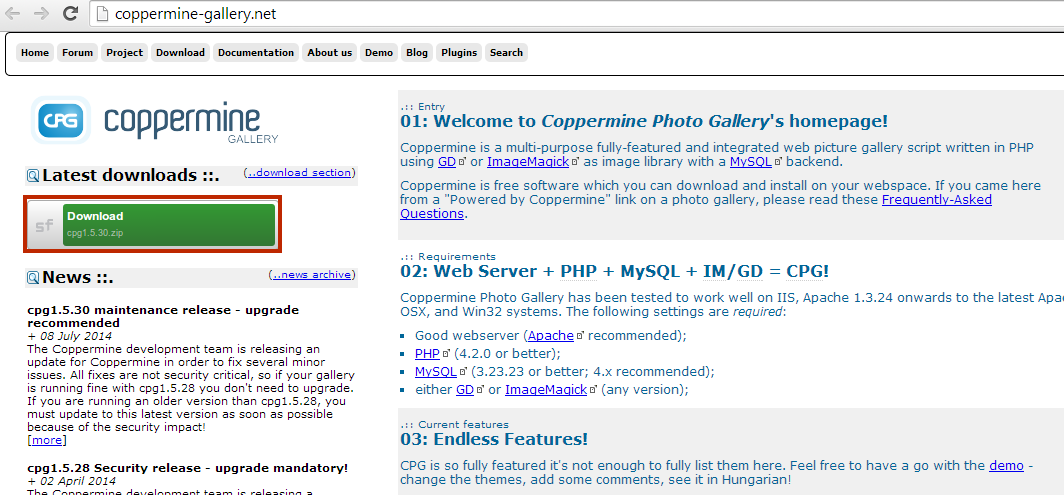 coppermine-gallery.net
Home Forum Project Download Documentation About us Demo Blog Plugins Search
CPG coppermine
GALLERY
Latest downloads ::. (..download section)
sf
Download
cpg1.5.30.zip
News ::. (..news archive)
cpg1.5.30 maintenance release - upgrade
recommended
+ 08 July 2014
The Coppermine development team is releasing an
update for Coppermine in order to fix several minor
issues. All fixes are not security critical, so if your gallery
is running fine with cpg1.5.28 you don't need to upgrade.
If you are running an older version than cpg1.5.28, you
must update to this latest version as soon as possible
because of the security impact!
[more]
cpg1.5.28 Security release - upgrade mandatory!
+ 02 April 2014
The Coppermine development team is releasing a
.:: Entry
01: Welcome to Coppermine Photo Gallery's homepage!
Coppermine is a multi-purpose fully-featured and integrated web picture gallery script written in PHP
using GD or ImageMagick as image library with a MySQL backend.
Coppermine is free software which you can download and install on your webspace. If you came here
from a "Powered by Coppermine" link on a photo gallery, please read these Frequently-Asked
Questions.
.:: Requirements
02: Web Server + PHP + MySQL + IM/GD = CPG!
Coppermine Photo Gallery has been tested to work well on IIS, Apache 1.3.24 onwards to the latest Apa
OSX, and Win32 systems. The following settings are required:
Good webserver (Apache recommended);
PHP (4.2.0 or better);
MySQL (3.23.23 or better; 4.x recommended);
either GD or ImageMagick (any version);
.:: Current features
03: Endless Features!
CPG is so fully featured it's not enough to fully list them here. Feel free to have a go with the demo -
change the themes, add some comments, see it in Hungarian!